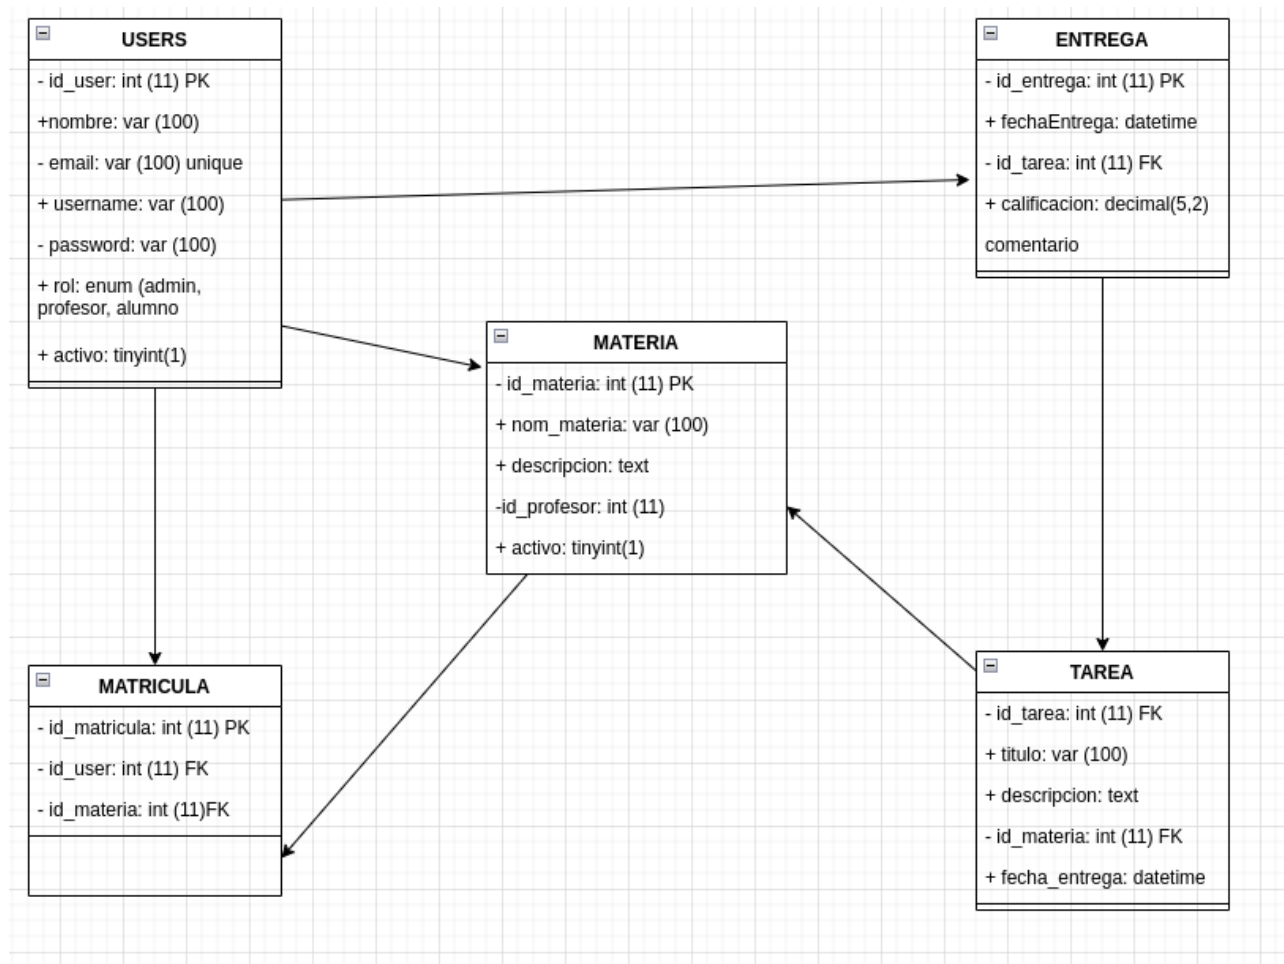 USERS
- id_user: int (11) PK
+nombre: var (100)
- email: var (100) unique
+ username: var (100)
- password: var (100)
+ rol: enum (admin,
profesor, alumno
+ activo: tinyint(1)
ENTREGA
- id_entrega: int (11) PK
+ fechaEntrega: datetime
- id_tarea: int (11) FK
+ calificacion: decimal(5,2)
comentario
MATERIA
- id_materia: int (11) PK
+ nom_materia: var (100)
+ descripcion: text
-id_profesor: int (11)
+ activo: tinyint(1)
MATRICULA
- id_matricula: int (11) PK
- id_user: int (11) FK
- id_materia: int (11)FK
TAREA
- id_tarea: int (11) FK
+ titulo: var (100)
+ descripcion: text
- id_materia: int (11) FK
+ fecha_entrega: datetime